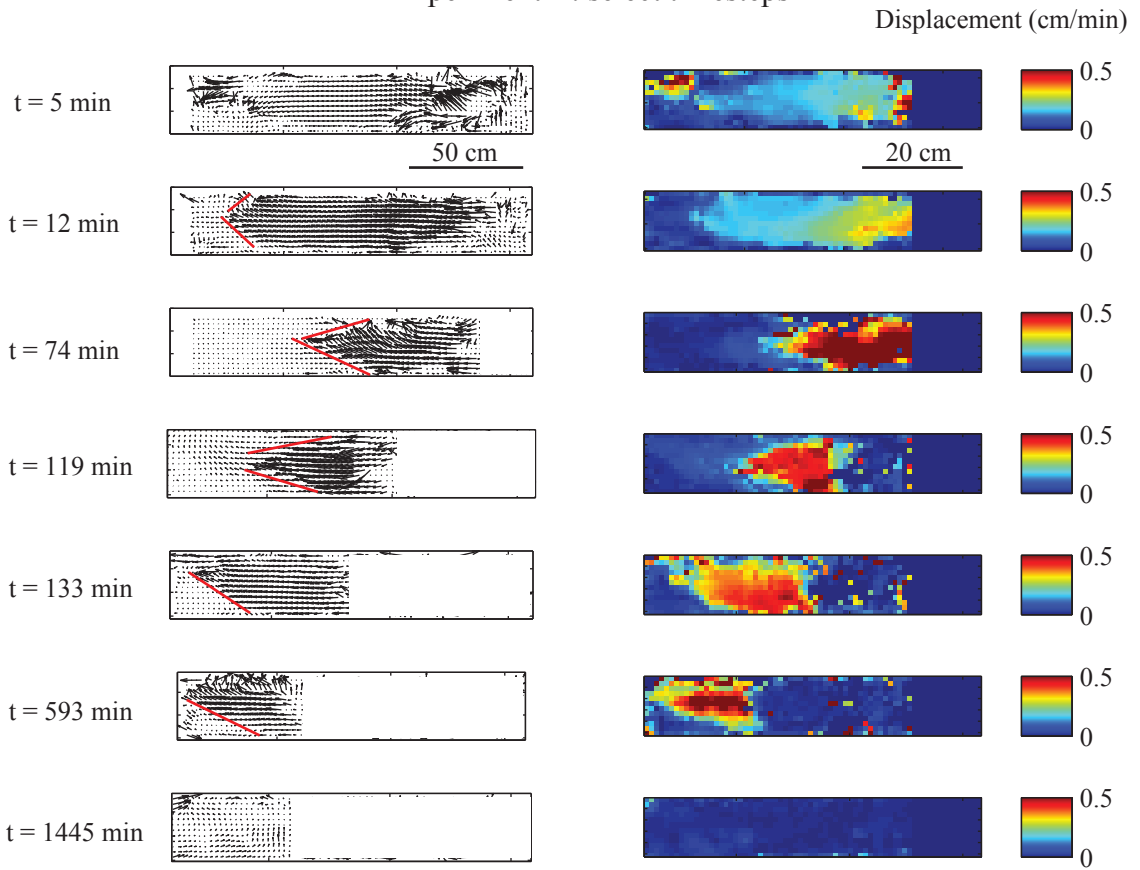 Displacement (cm/min)
t = 5 min
0.5
0
50 cm
20 cm
t = 12 min
0.5
0
t = 74 min
0.5
0
t = 119 min
0.5
0
t = 133 min
0.5
0
t = 593 min
0.5
0
t = 1445 min
0.5
0